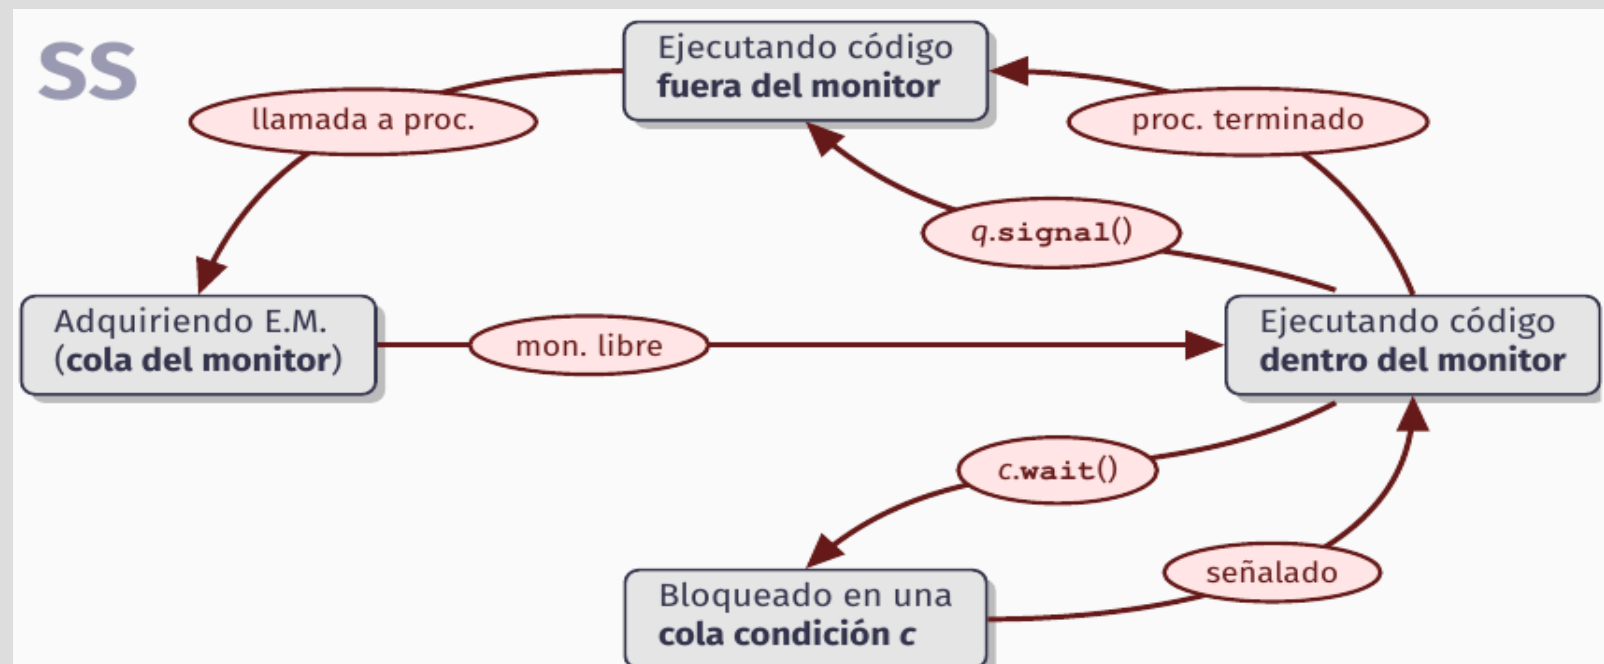 SS
Ejecutando código
fuera del monitor
llamada a proc.
proc. terminado
q.signal()
Adquiriendo E.M.
(cola del monitor)
mon. libre
Ejecutando código
dentro del monitor
c.wait()
señalado
Bloqueado en una
cola condición c